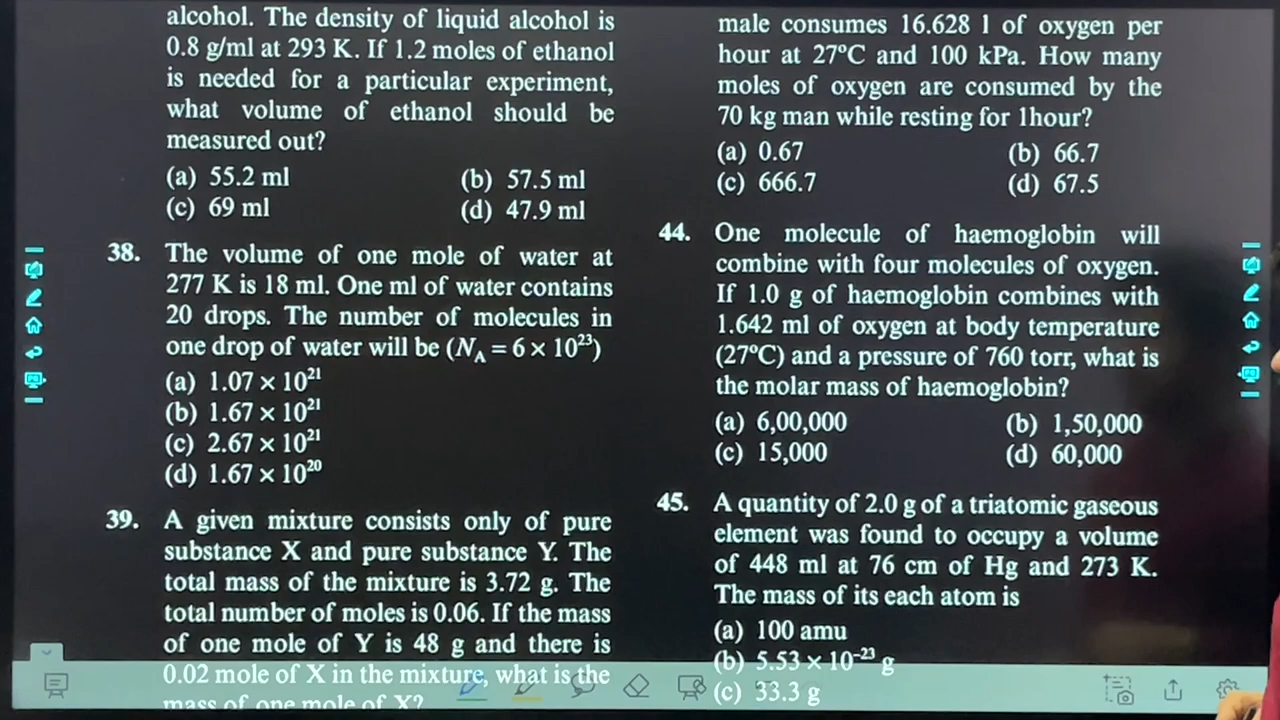 alcohol. The density of liquid alcohol is
0.8 g/ml at 293 K. If 1.2 moles of ethanol
is needed for a particular experiment,
what volume of ethanol should be
measured out?
(a) 55.2 ml (b) 57.5 ml
(c) 69 ml (d) 47.9 ml
38. The volume of one mole of water at
277 K is 18 ml. One ml of water contains
20 drops. The number of molecules in
one drop of water will be (N_A = 6 × 10²³)
(a) 1.07 × 10²¹
(b) 1.67 × 10²¹
(c) 2.67 × 10²¹
(d) 1.67 × 10²⁰
39. A given mixture consists only of pure
substance X and pure substance Y. The
total mass of the mixture is 3.72 g. The
total number of moles is 0.06. If the mass
of one mole of Y is 48 g and there is
0.02 mole of X in the mixture, what is the
mass of one mole of X?
male consumes 16.628 l of oxygen per
hour at 27°C and 100 kPa. How many
moles of oxygen are consumed by the
70 kg man while resting for 1hour?
(a) 0.67 (b) 66.7
(c) 666.7 (d) 67.5
44. One molecule of haemoglobin will
combine with four molecules of oxygen.
If 1.0 g of haemoglobin combines with
1.642 ml of oxygen at body temperature
(27°C) and a pressure of 760 torr, what is
the molar mass of haemoglobin?
(a) 6,00,000 (b) 1,50,000
(c) 15,000 (d) 60,000
45. A quantity of 2.0 g of a triatomic gaseous
element was found to occupy a volume
of 448 ml at 76 cm of Hg and 273 K.
The mass of its each atom is
(a) 100 amu
(b) 5.53 × 10⁻²³ g
(c) 33.3 g